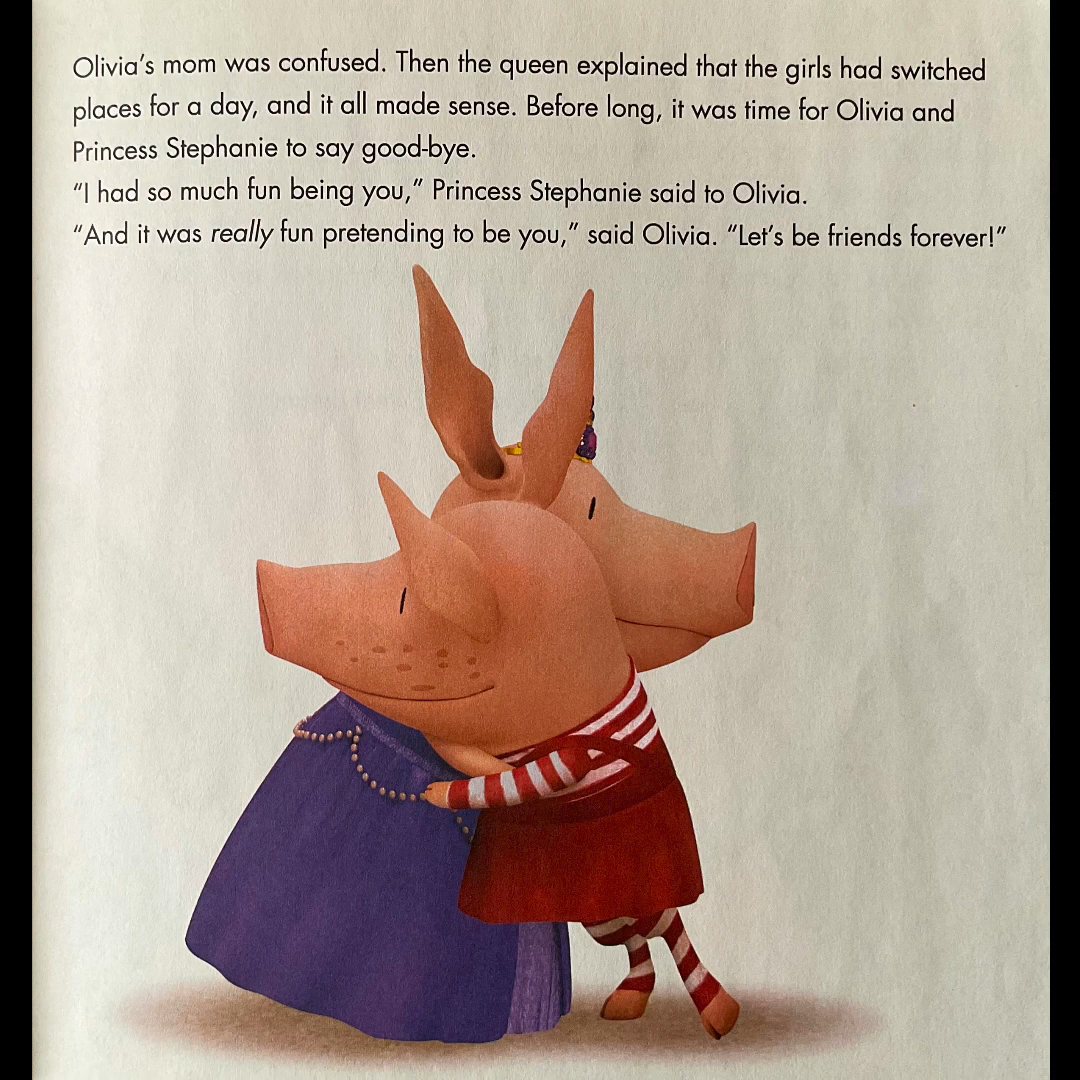 Olivia’s mom was confused. Then the queen explained that the girls had switched
places for a day, and it all made sense. Before long, it was time for Olivia and
Princess Stephanie to say good-bye.
“I had so much fun being you,” Princess Stephanie said to Olivia.
“And it was really fun pretending to be you,” said Olivia. “Let’s be friends forever!”